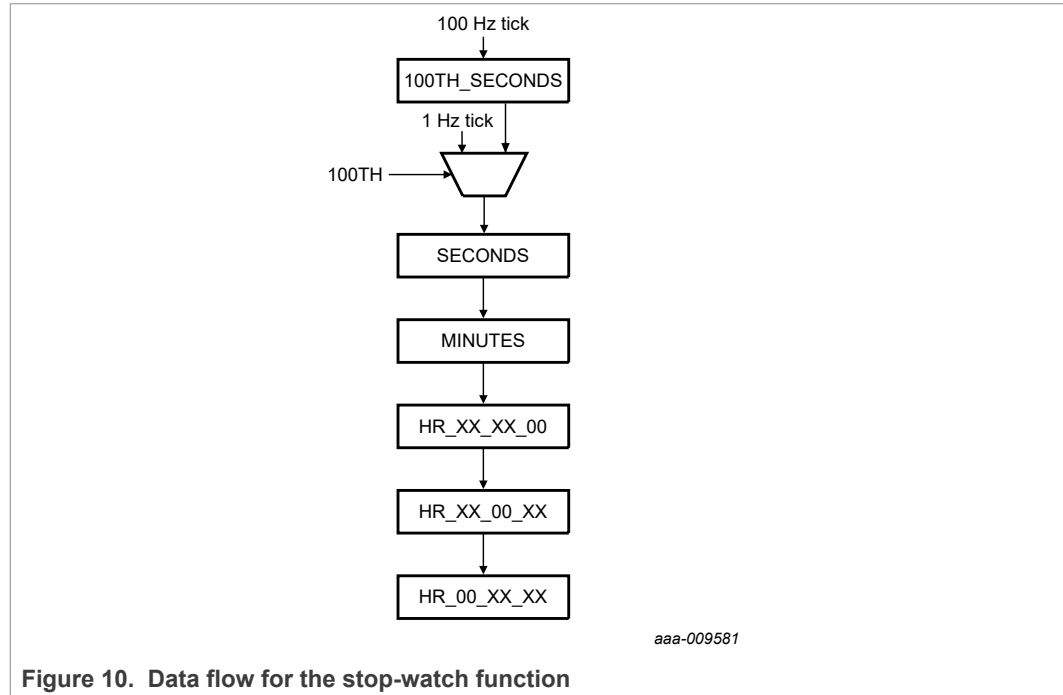 100 Hz tick
100TH_SECONDS
1 Hz tick
100TH
SECONDS
MINUTES
HR_XX_XX_00
HR_XX_00_XX
HR_00_XX_XX
aaa-009581
Figure 10. Data flow for the stop-watch function